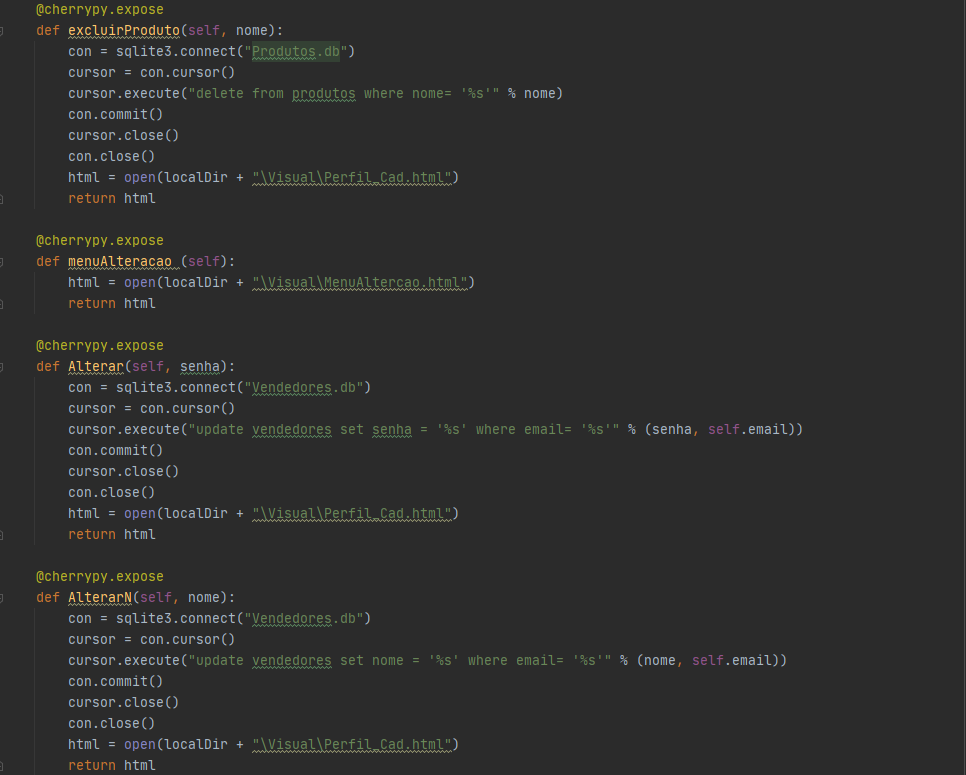 @cherrypy.expose
def excluirProduto(self, nome):
con = sqlite3.connect("Produtos.db")
cursor = con.cursor()
cursor.execute("delete from produtos where nome= '%s'" % nome)
con.commit()
cursor.close()
con.close()
html = open(localDir + "\Visual\Perfil_Cad.html")
return html
@cherrypy.expose
def menuAlteracao (self):
html = open(localDir + "\Visual\MenuAltercao.html")
return html
@cherrypy.expose
def Alterar(self, senha):
con = sqlite3.connect("Vendedores.db")
cursor = con.cursor()
cursor.execute("update vendedores set senha = '%s' where email= '%s'" % (senha, self.email))
con.commit()
cursor.close()
con.close()
html = open(localDir + "\Visual\Perfil_Cad.html")
return html
@cherrypy.expose
def AlterarN(self, nome):
con = sqlite3.connect("Vendedores.db")
cursor = con.cursor()
cursor.execute("update vendedores set nome = '%s' where email= '%s'" % (nome, self.email))
con.commit()
cursor.close()
con.close()
html = open(localDir + "\Visual\Perfil_Cad.html")
return html